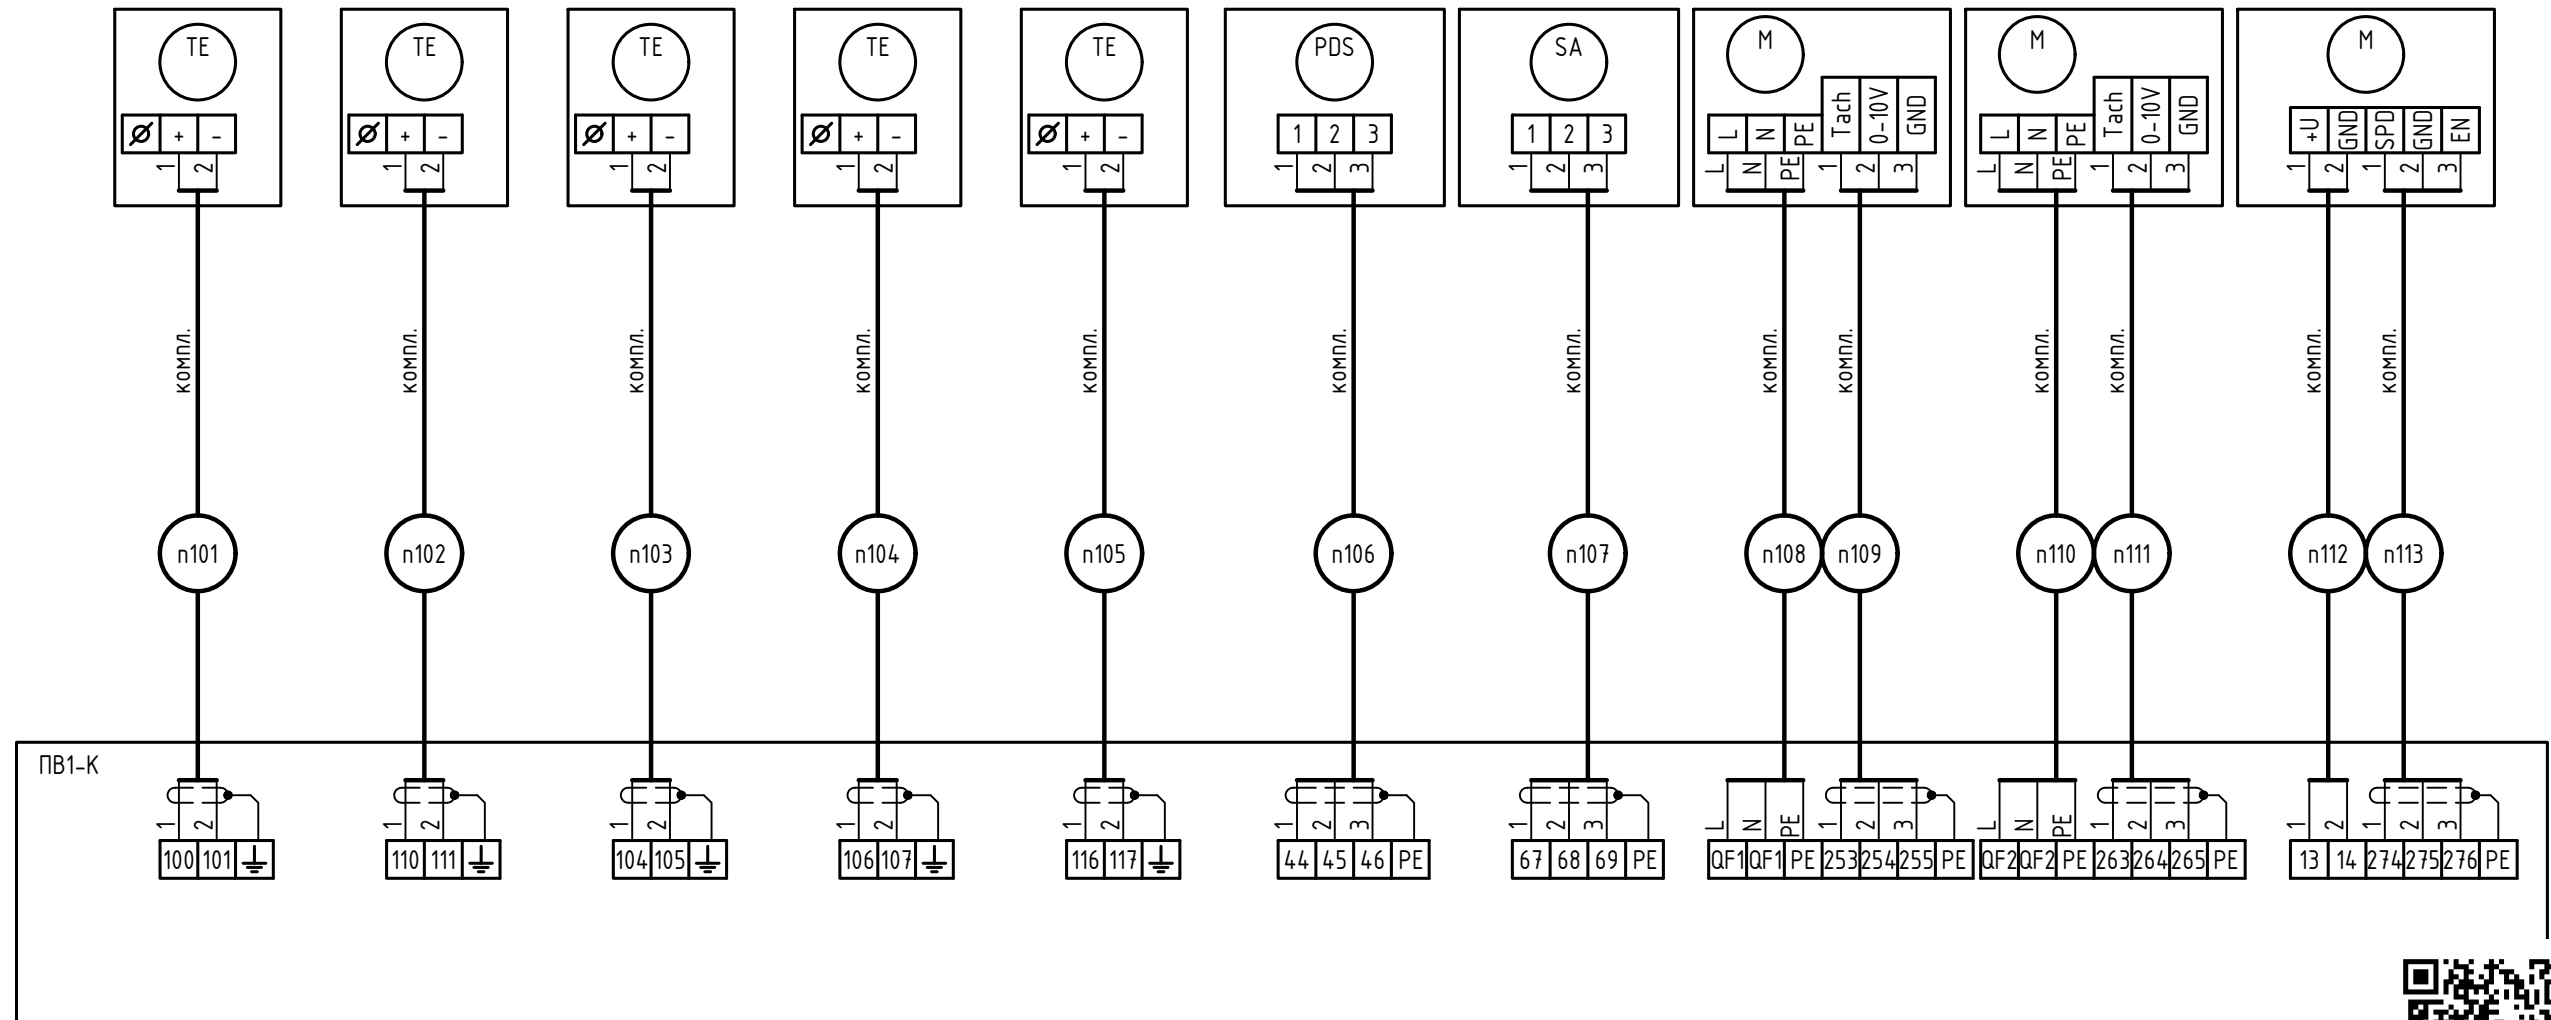 TE TE TE TE TE PDS SA M M M
Ø + - Ø + - Ø + - Ø + - Ø + - 1 2 3 1 2 3 L N PE Tach 0-10V GND L N PE Tach 0-10V GND +U GND SPD GND EN
1 2 1 2 1 2 1 2 1 2 1 2 3 1 2 3 L N PE 1 2 3 L N PE 1 2 3 1 2 1 2 3
компл. компл. компл. компл. компл. компл. компл. компл. компл. компл. компл. компл. компл.
п101 п102 п103 п104 п105 п106 п107 п108 п109 п110 п111 п112 п113
ПВ1-К
1 2 1 2 1 2 1 2 1 2 1 2 3 1 2 3 L N PE 1 2 3 L N PE 1 2 3 1 2 1 2 3
100 101 110 111 104 105 106 107 116 117 44 45 46 PE 67 68 69 PE QF1 QF1 PE 253 254 255 PE QF2 QF2 PE 263 264 265 PE 13 14 274 275 276 PE